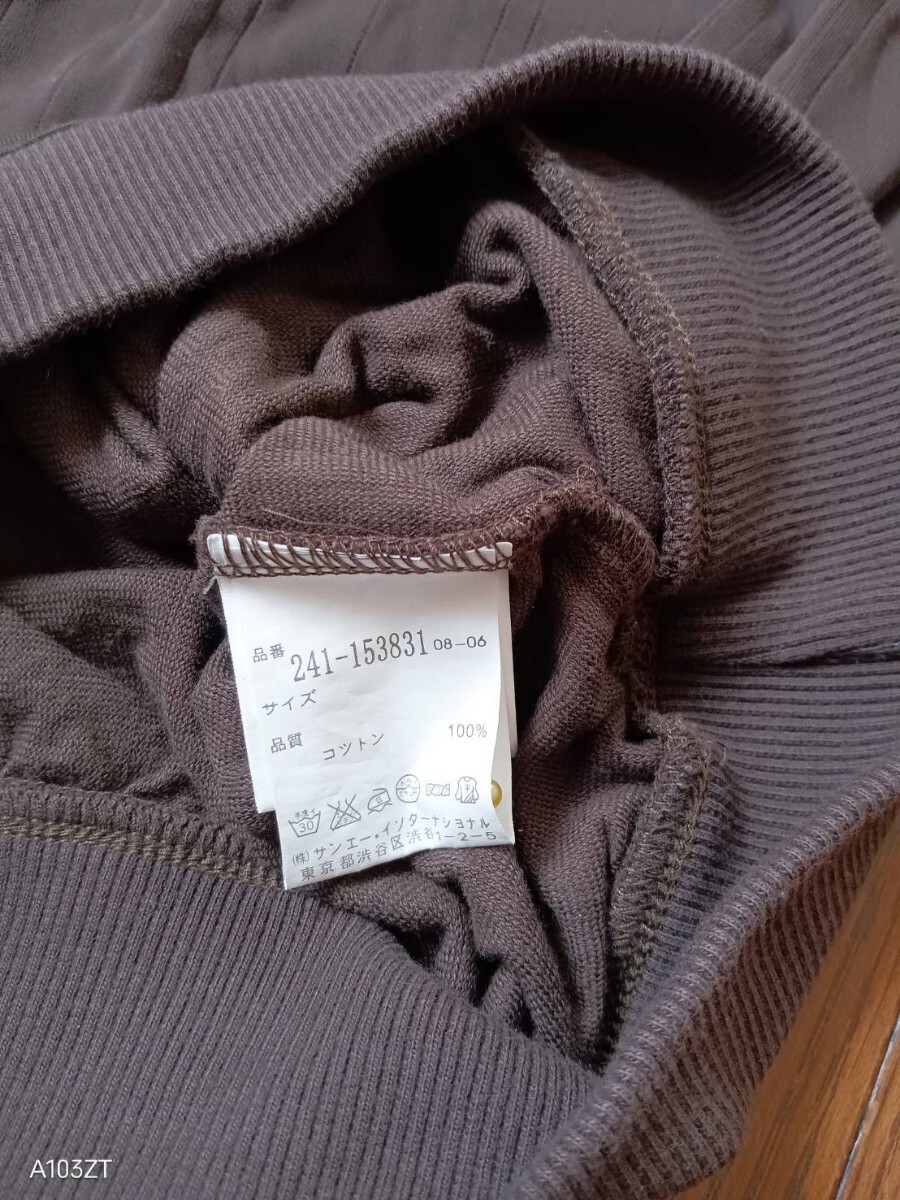 品番 241-153831 08-06
サイズ
品質 コットン 100%
30
(株)サンエー・インターナショナル
東京都渋谷区渋谷1-2-5
A103ZT